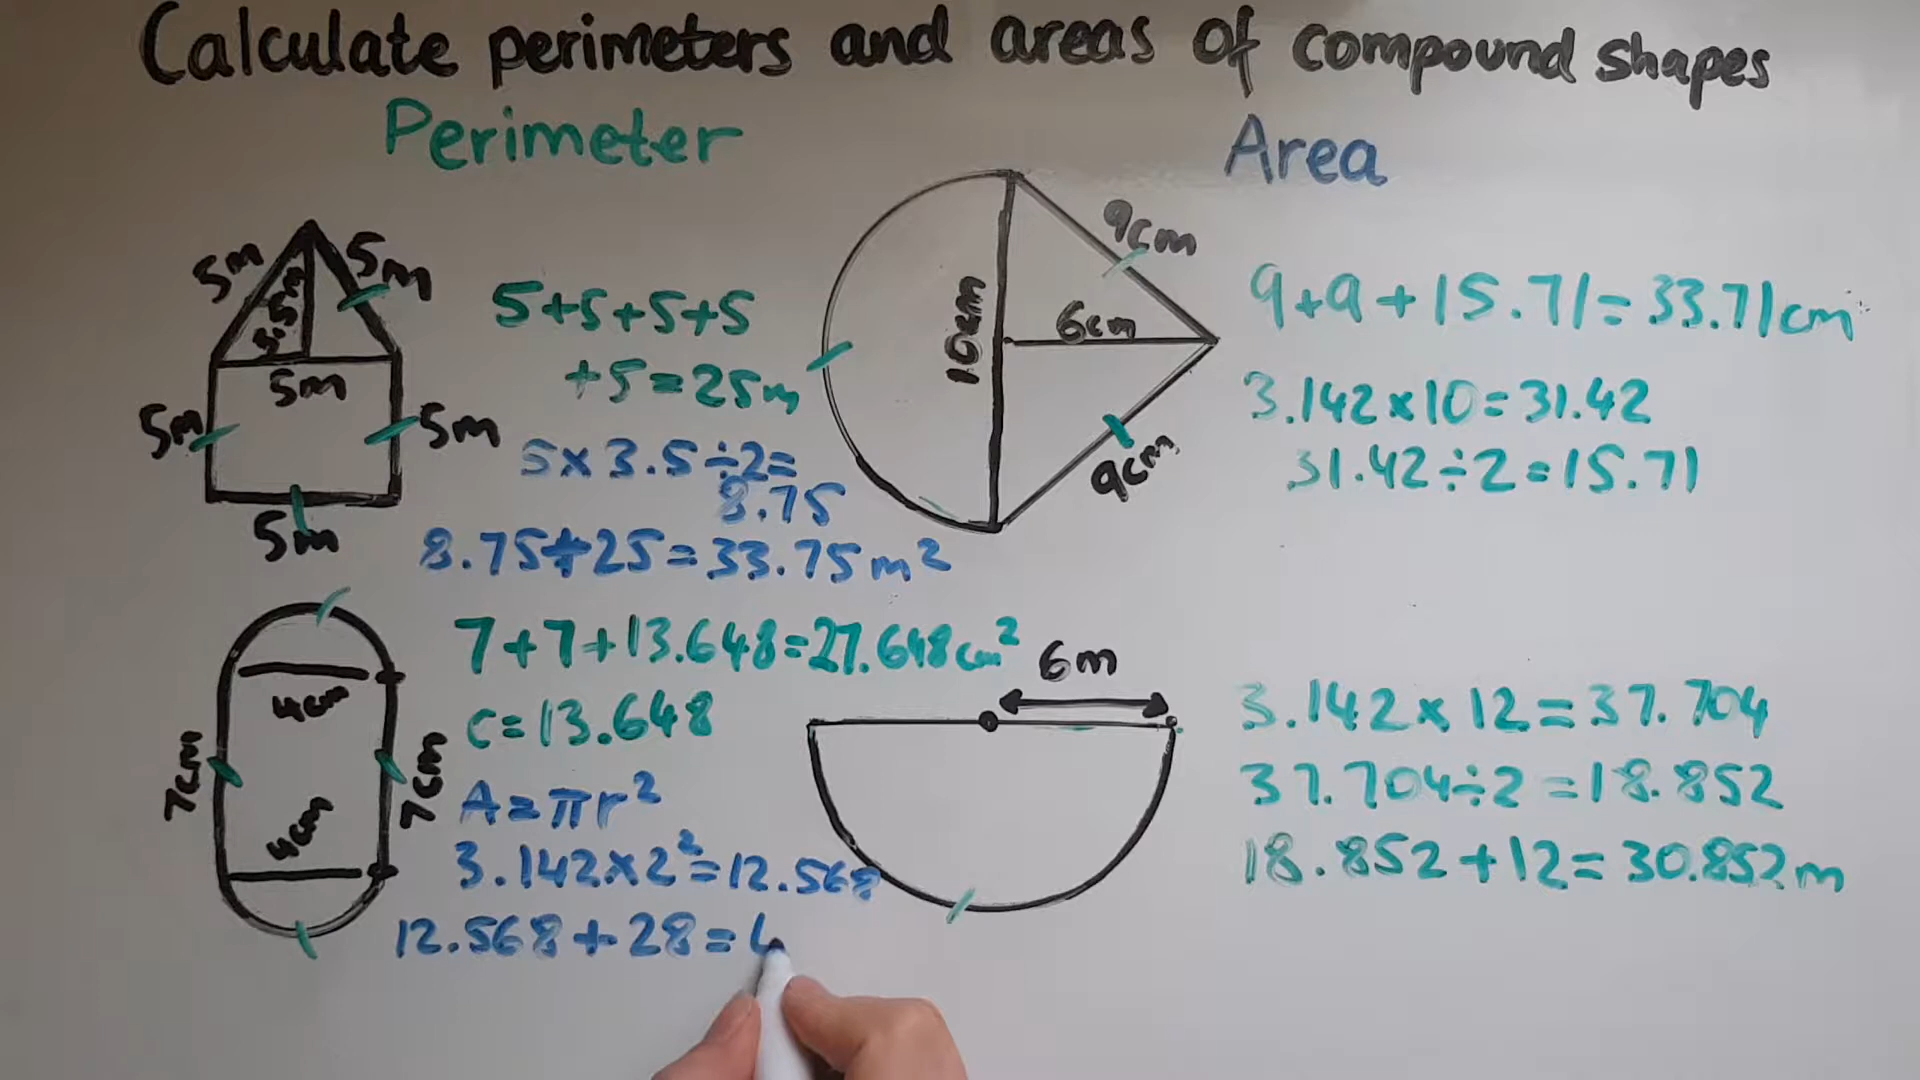 Calculate perimeters and areas of compound shapes
Perimeter
Area
5m
5m
3.5m
5m
5m
5m
5m
5+5+5+5
+5=25m
5×3.5÷2=
8.75
8.75+25=33.75m²
9cm
10cm
6cm
9cm
9+9+15.71=33.71cm
3.142×10=31.42
31.42÷2=15.71
4cm
7cm
7cm
4cm
7+7+13.648=27.648cm²
C=13.648
A=πr²
3.142×2²=12.568
12.568+28=4
6m
3.142×12=37.704
37.704÷2=18.852
18.852+12=30.852m